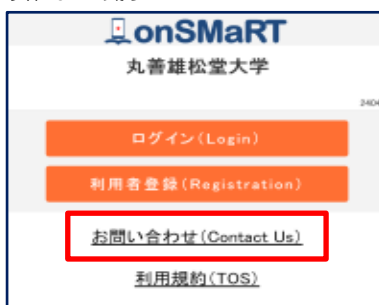 onSMaRT
丸善雄松堂大学
2404
ログイン(Login)
利用者登録(Registration)
お問い合わせ(Contact Us)
利用規約(TOS)